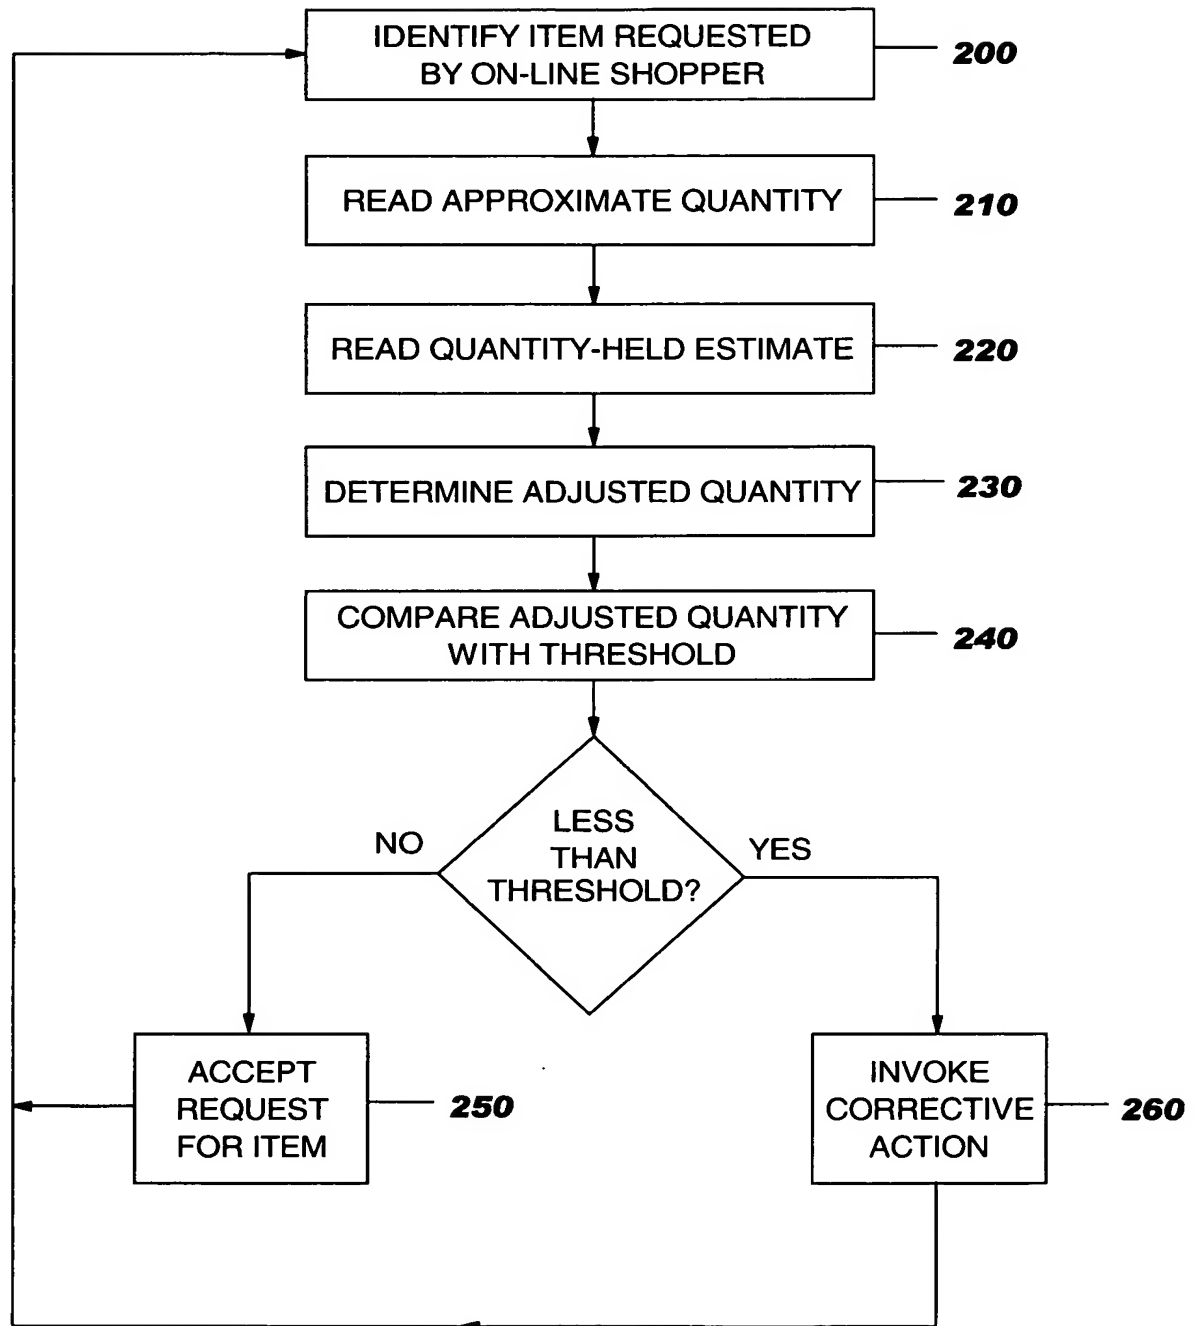 IDENTIFY ITEM REQUESTED
BY ON-LINE SHOPPER
200
READ APPROXIMATE QUANTITY
210
READ QUANTITY-HELD ESTIMATE
220
DETERMINE ADJUSTED QUANTITY
230
COMPARE ADJUSTED QUANTITY
WITH THRESHOLD
240
LESS
THAN
THRESHOLD?
NO
YES
ACCEPT
REQUEST
FOR ITEM
250
INVOKE
CORRECTIVE
ACTION
260